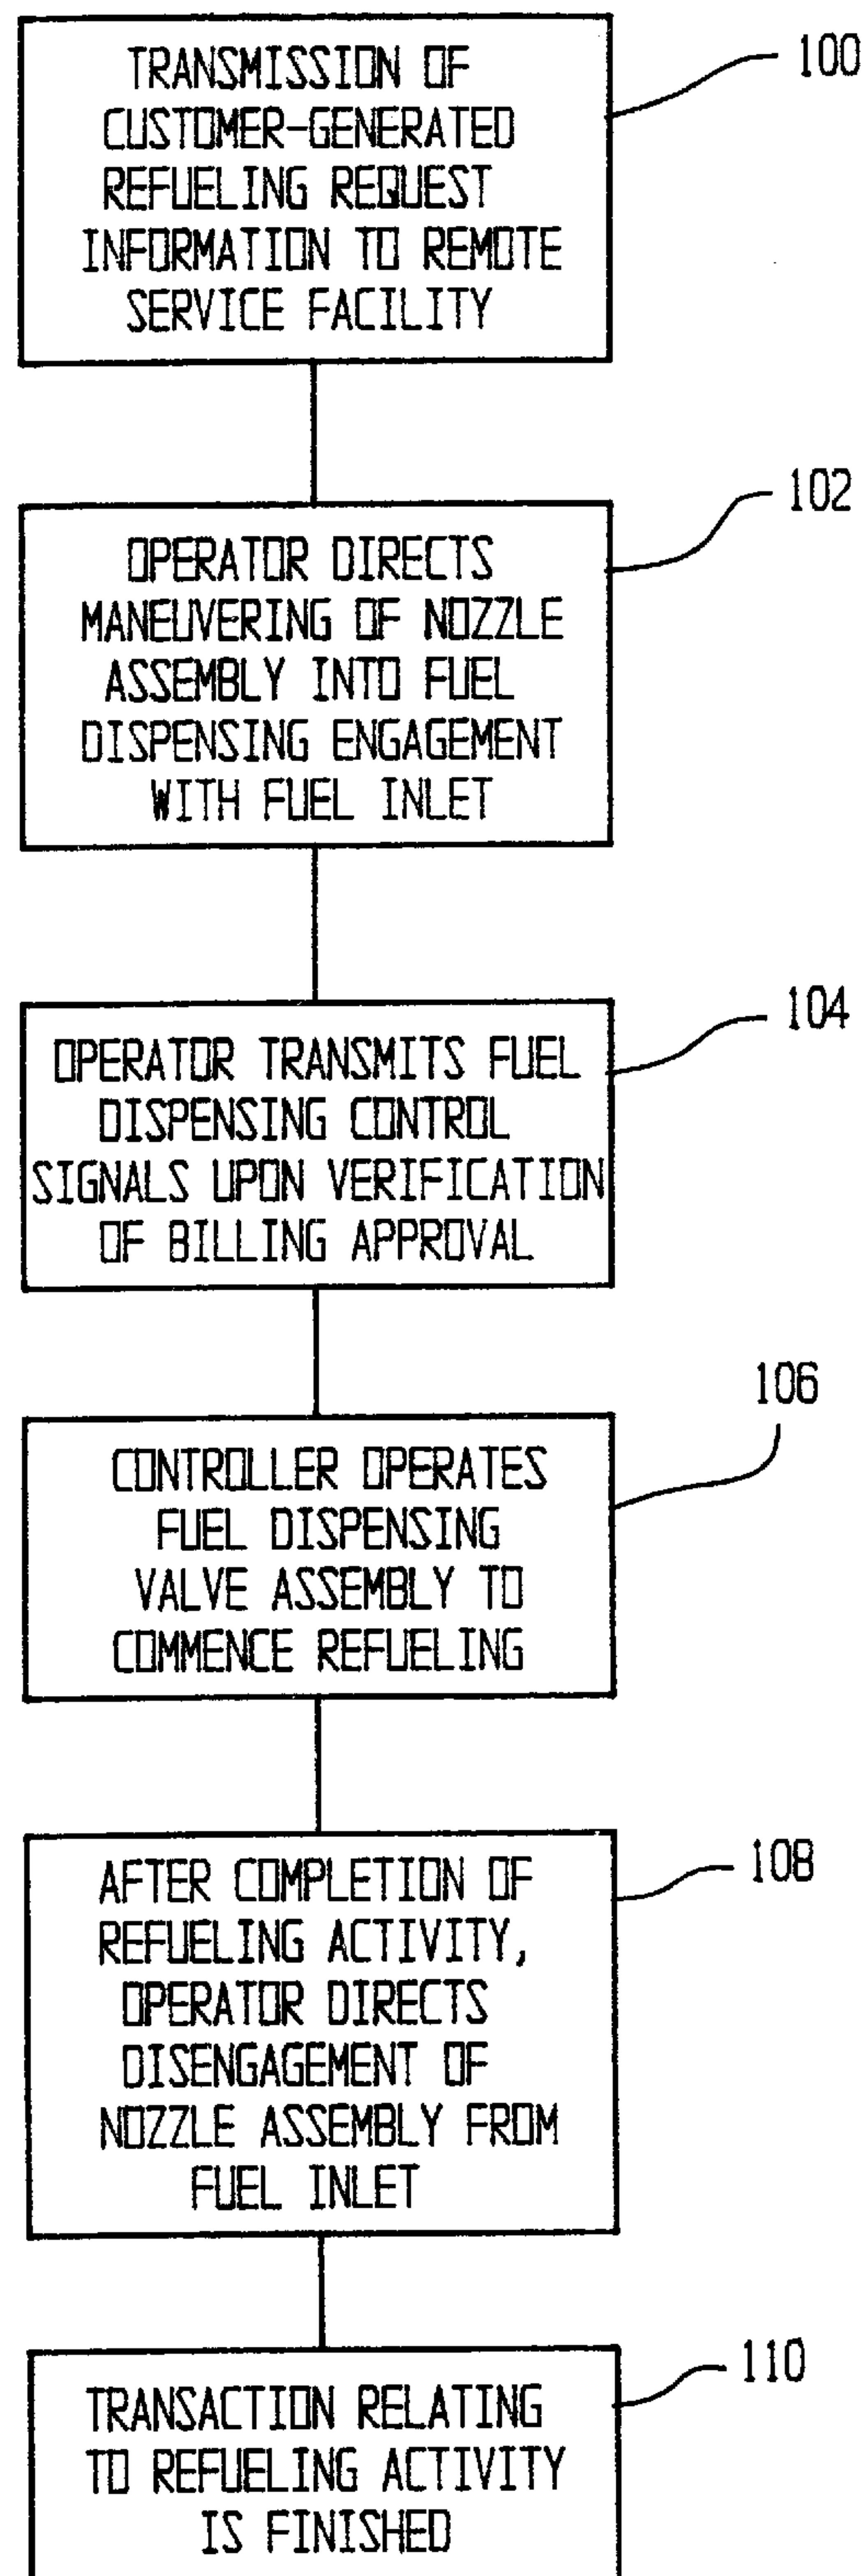 TRANSMISSION OF
CUSTOMER-GENERATED
REFUELING REQUEST
INFORMATION TO REMOTE
SERVICE FACILITY
100
OPERATOR DIRECTS
MANEUVERING OF NOZZLE
ASSEMBLY INTO FUEL
DISPENSING ENGAGEMENT
WITH FUEL INLET
102
OPERATOR TRANSMITS FUEL
DISPENSING CONTROL
SIGNALS UPON VERIFICATION
OF BILLING APPROVAL
104
CONTROLLER OPERATES
FUEL DISPENSING
VALVE ASSEMBLY TO
COMMENCE REFUELING
106
AFTER COMPLETION OF
REFUELING ACTIVITY,
OPERATOR DIRECTS
DISENGAGEMENT OF
NOZZLE ASSEMBLY FROM
FUEL INLET
108
TRANSACTION RELATING
TO REFUELING ACTIVITY
IS FINISHED
110